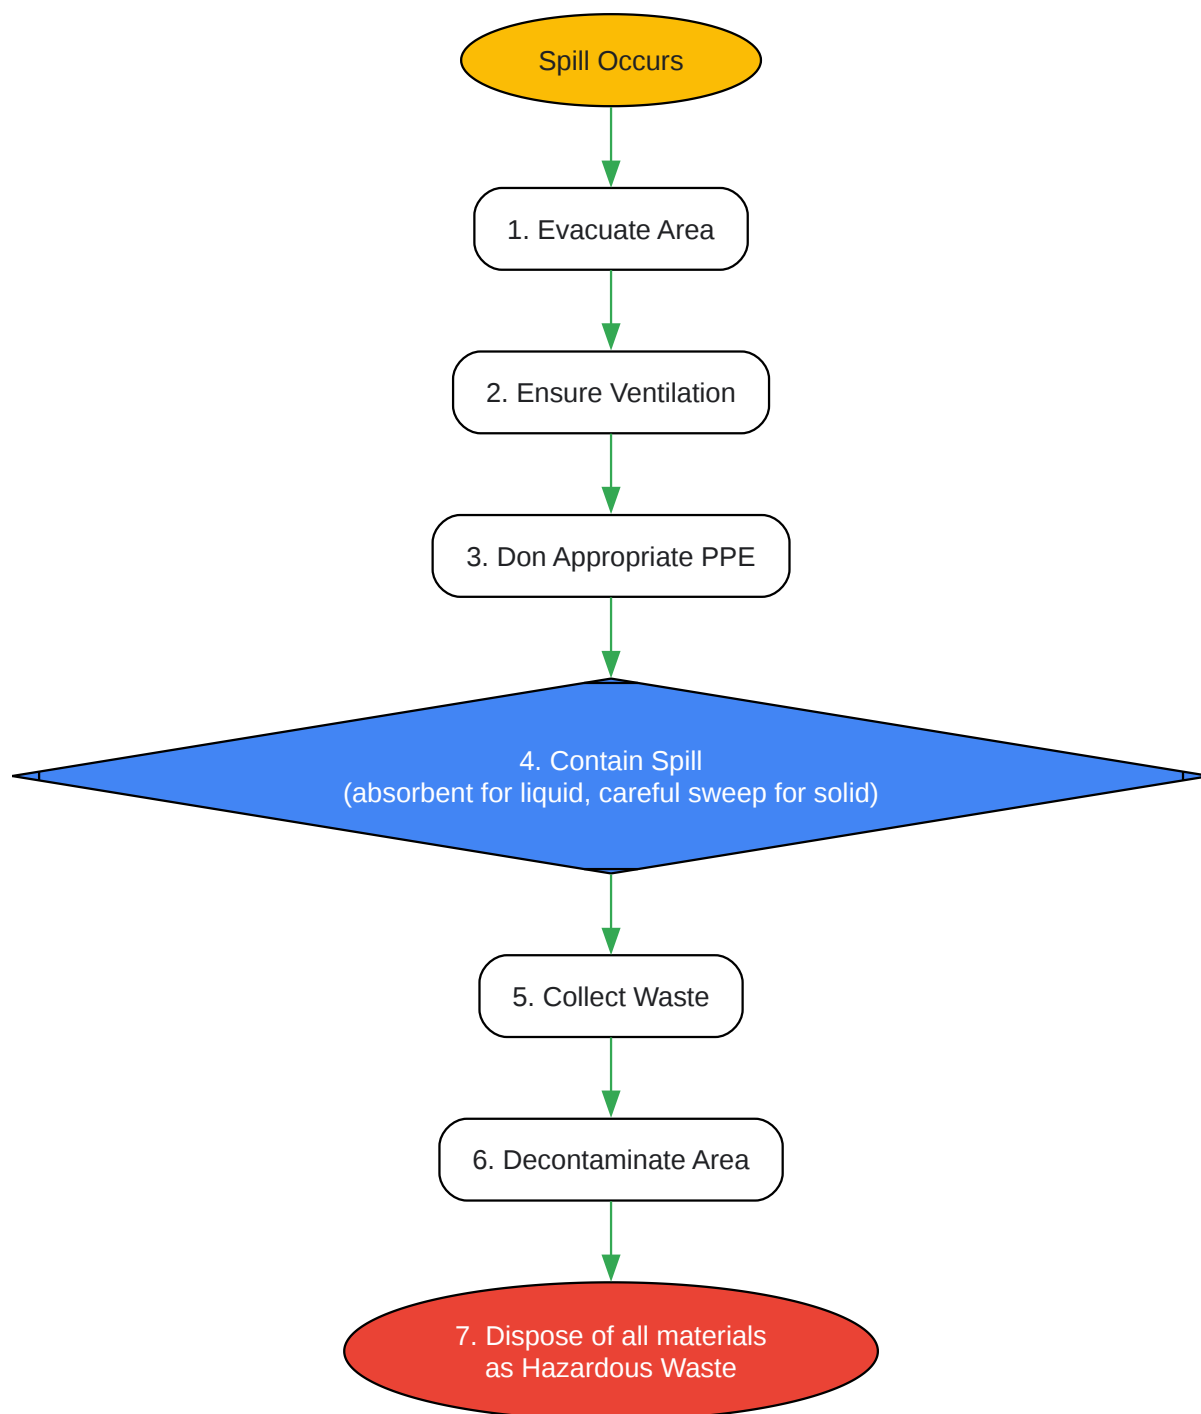 Spill Occurs
1. Evacuate Area
2. Ensure Ventilation
3. Don Appropriate PPE
4. Contain Spill
(absorbent for liquid, careful sweep for solid)
5. Collect Waste
6. Decontaminate Area
7. Dispose of all materials
as Hazardous Waste